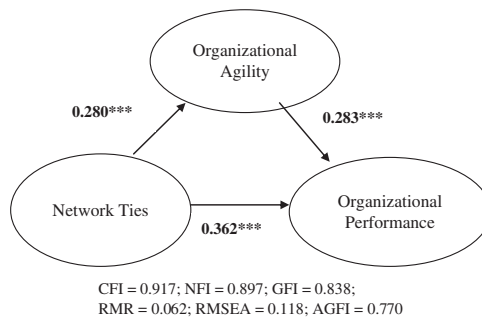 Organizational
Agility
0.280***
0.283***
Network Ties
Organizational
Performance
0.362***
CFI = 0.917; NFI = 0.897; GFI = 0.838;
RMR = 0.062; RMSEA = 0.118; AGFI = 0.770